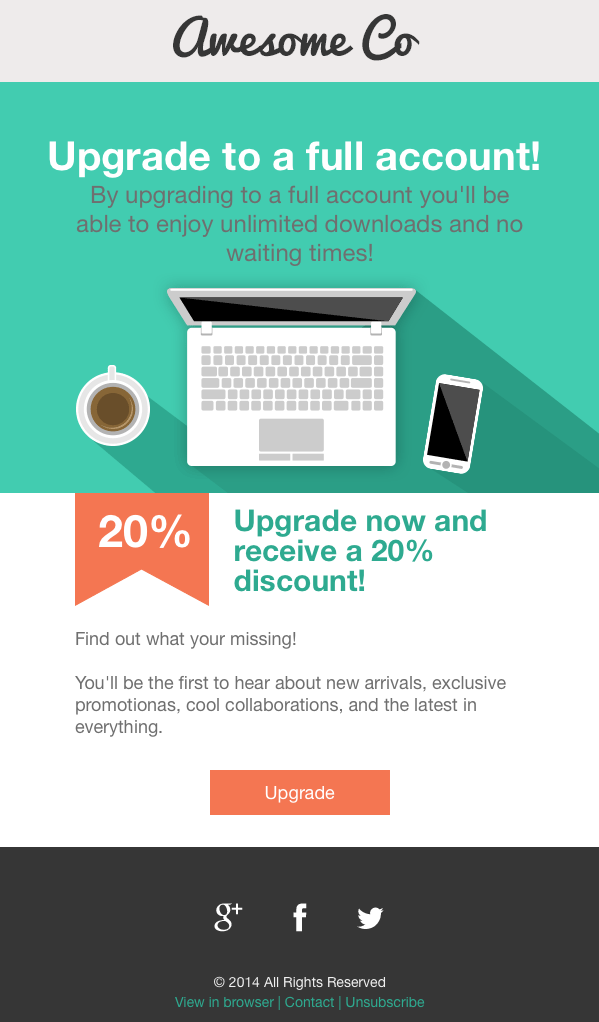 Awesome Co
Upgrade to a full account!
By upgrading to a full account you'll be
able to enjoy unlimited downloads and no
waiting times!
20%
Upgrade now and
receive a 20%
discount!
Find out what your missing!
You'll be the first to hear about new arrivals, exclusive
promotionas, cool collaborations, and the latest in
everything.
Upgrade
g+ f
© 2014 All Rights Reserved
View in browser | Contact | Unsubscribe